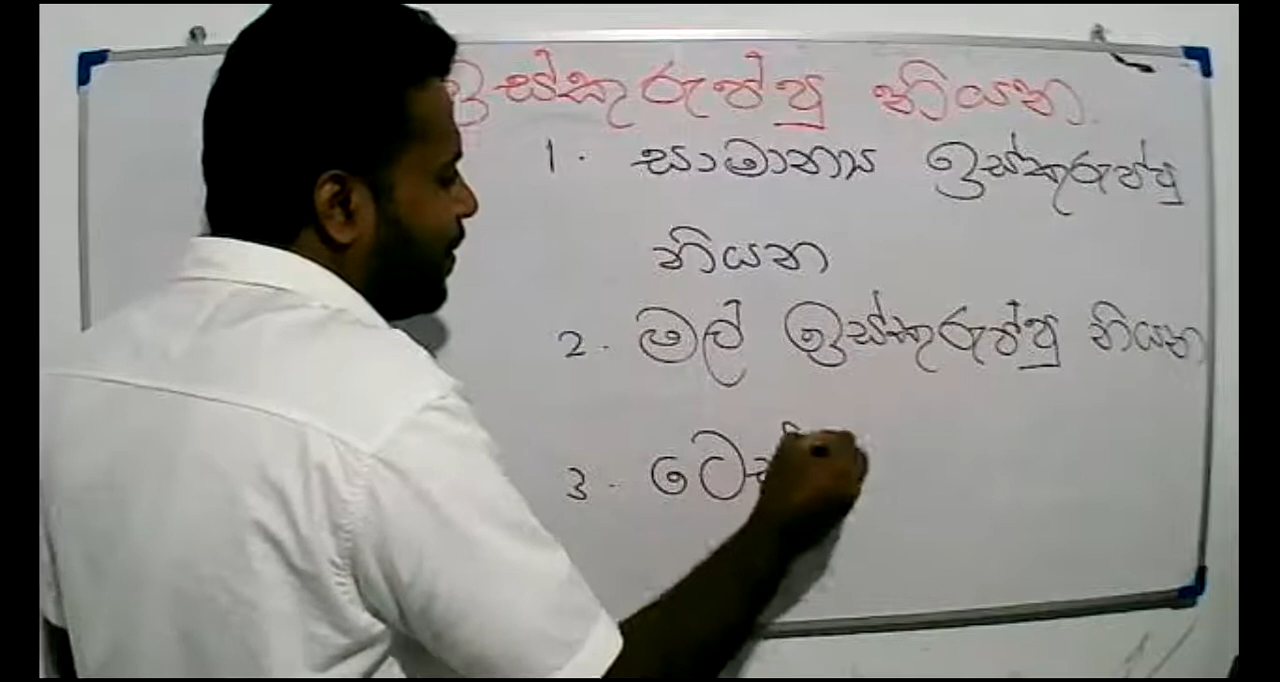 ඉස්කුරුප්පු නියන
1. සාමාන්‍ය ඉස්කුරුප්පු
නියන
2. මල් ඉස්කුරුප්පු නියන
3.